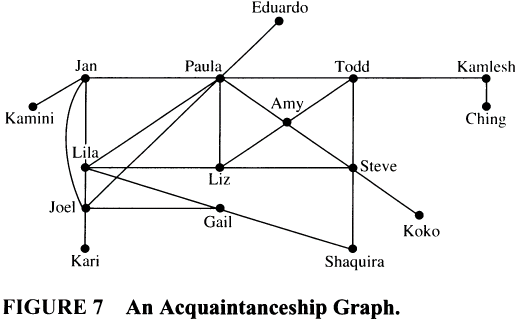 Eduardo
Jan Paula Todd Kamlesh
Kamini Amy Ching
Lila
Liz Steve
Joel Gail Koko
Kari Shaquira
FIGURE 7 An Acquaintanceship Graph.